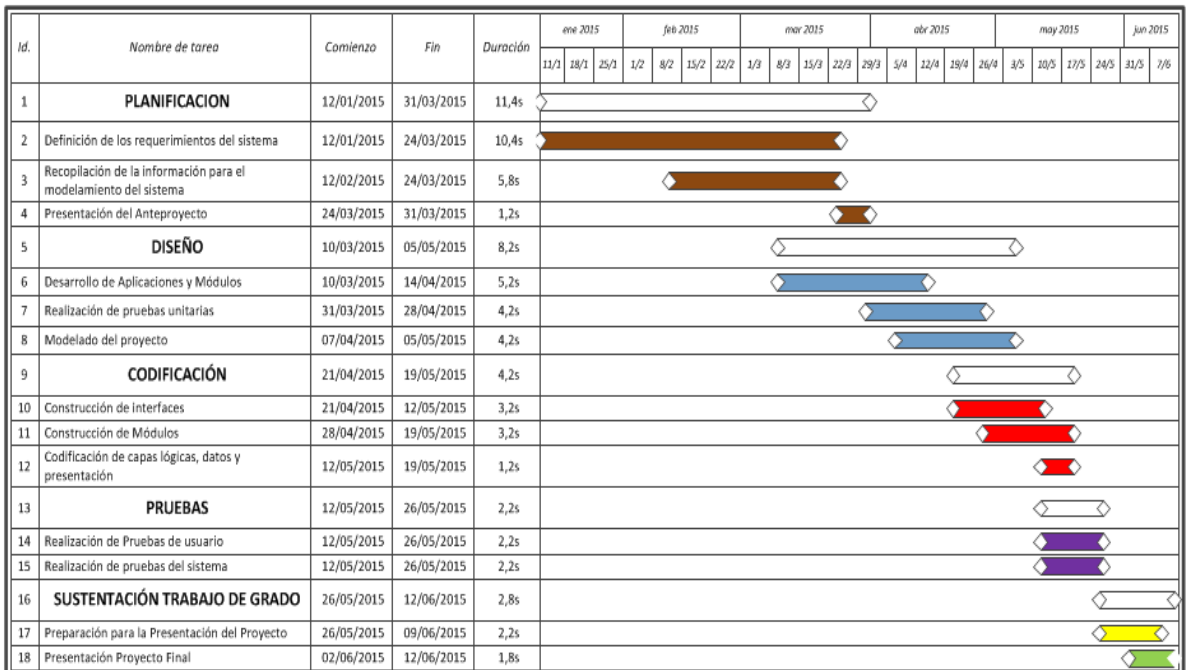 Id. Nombre de tarea Comienzo Fin Duración ene 2015 feb 2015 mar 2015 abr 2015 may 2015 jun 2015
11/1 18/1 25/1 1/2 8/2 15/2 22/2 1/3 8/3 15/3 22/3 29/3 5/4 12/4 19/4 26/4 3/5 10/5 17/5 24/5 31/5 7/6
1 PLANIFICACION 12/01/2015 31/03/2015 11,4s
2 Definición de los requerimientos del sistema 12/01/2015 24/03/2015 10,4s
3 Recopilación de la información para el
modelamiento del sistema 12/02/2015 24/03/2015 5,8s
4 Presentación del Anteproyecto 24/03/2015 31/03/2015 1,2s
5 DISEÑO 10/03/2015 05/05/2015 8,2s
6 Desarrollo de Aplicaciones y Módulos 10/03/2015 14/04/2015 5,2s
7 Realización de pruebas unitarias 31/03/2015 28/04/2015 4,2s
8 Modelado del proyecto 07/04/2015 05/05/2015 4,2s
9 CODIFICACIÓN 21/04/2015 19/05/2015 4,2s
10 Construcción de interfaces 21/04/2015 12/05/2015 3,2s
11 Construcción de Módulos 28/04/2015 19/05/2015 3,2s
12 Codificación de capas lógicas, datos y
presentación 12/05/2015 19/05/2015 1,2s
13 PRUEBAS 12/05/2015 26/05/2015 2,2s
14 Realización de Pruebas de usuario 12/05/2015 26/05/2015 2,2s
15 Realización de pruebas del sistema 12/05/2015 26/05/2015 2,2s
16 SUSTENTACIÓN TRABAJO DE GRADO 26/05/2015 12/06/2015 2,8s
17 Preparación para la Presentación del Proyecto 26/05/2015 09/06/2015 2,2s
18 Presentación Proyecto Final 02/06/2015 12/06/2015 1,8s